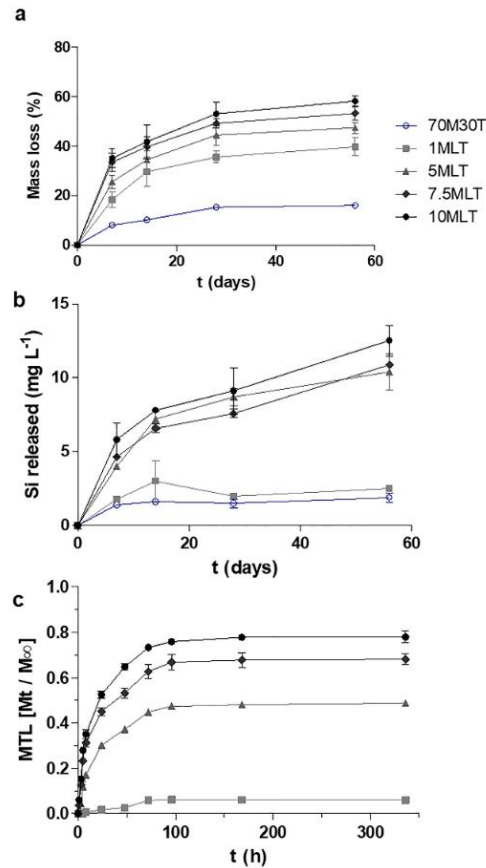 a
Mass loss (%)
80
60
40
20
0
0 20 40 60
t (days)
70M30T
1MLT
5MLT
7.5MLT
10MLT
b
Si released (mg L⁻¹)
15
10
5
0
0 20 40 60
t (days)
c
MTL [Mt / M∞]
1.0
0.8
0.6
0.4
0.2
0.0
0 100 200 300
t (h)